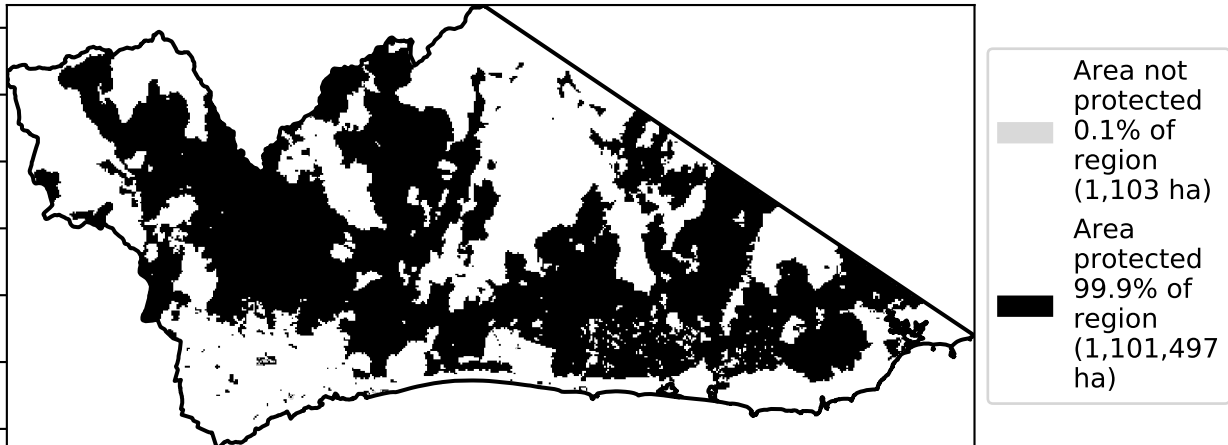 Area not
protected
0.1% of
region
(1,103 ha)
Area
protected
99.9% of
region
(1,101,497
ha)